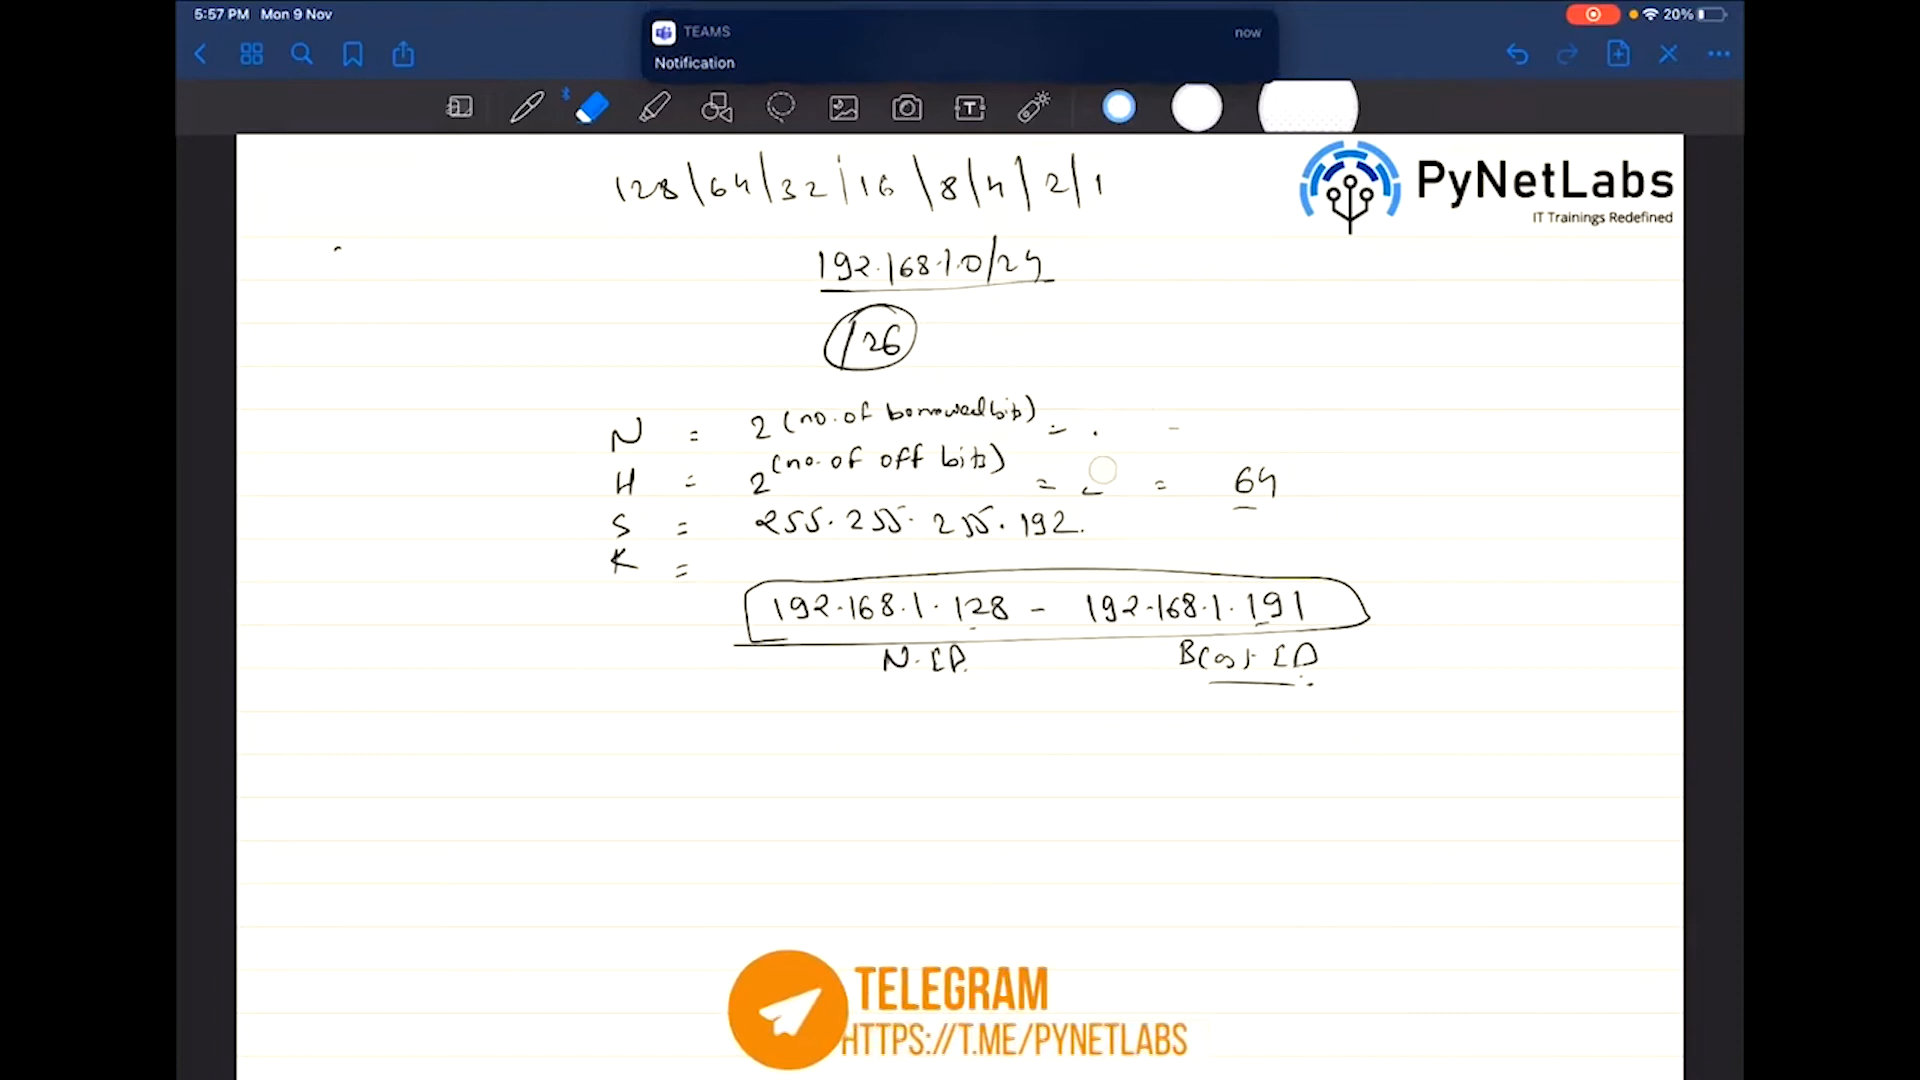 5:57 PM Mon 9 Nov
20%
TEAMS
now
Notification
128/64/32/16/8/4/2/1
PyNetLabs
IT Trainings Redefined
192.168.1.0/24
/26
N = 2 (no. of borrowed bits) =
H = 2 (no. of off bits) = = 64
S = 255.255.255.192.
K =
192.168.1.128 - 192.168.1.191
N.ID. Bcast ID
TELEGRAM
HTTPS://T.ME/PYNETLABS